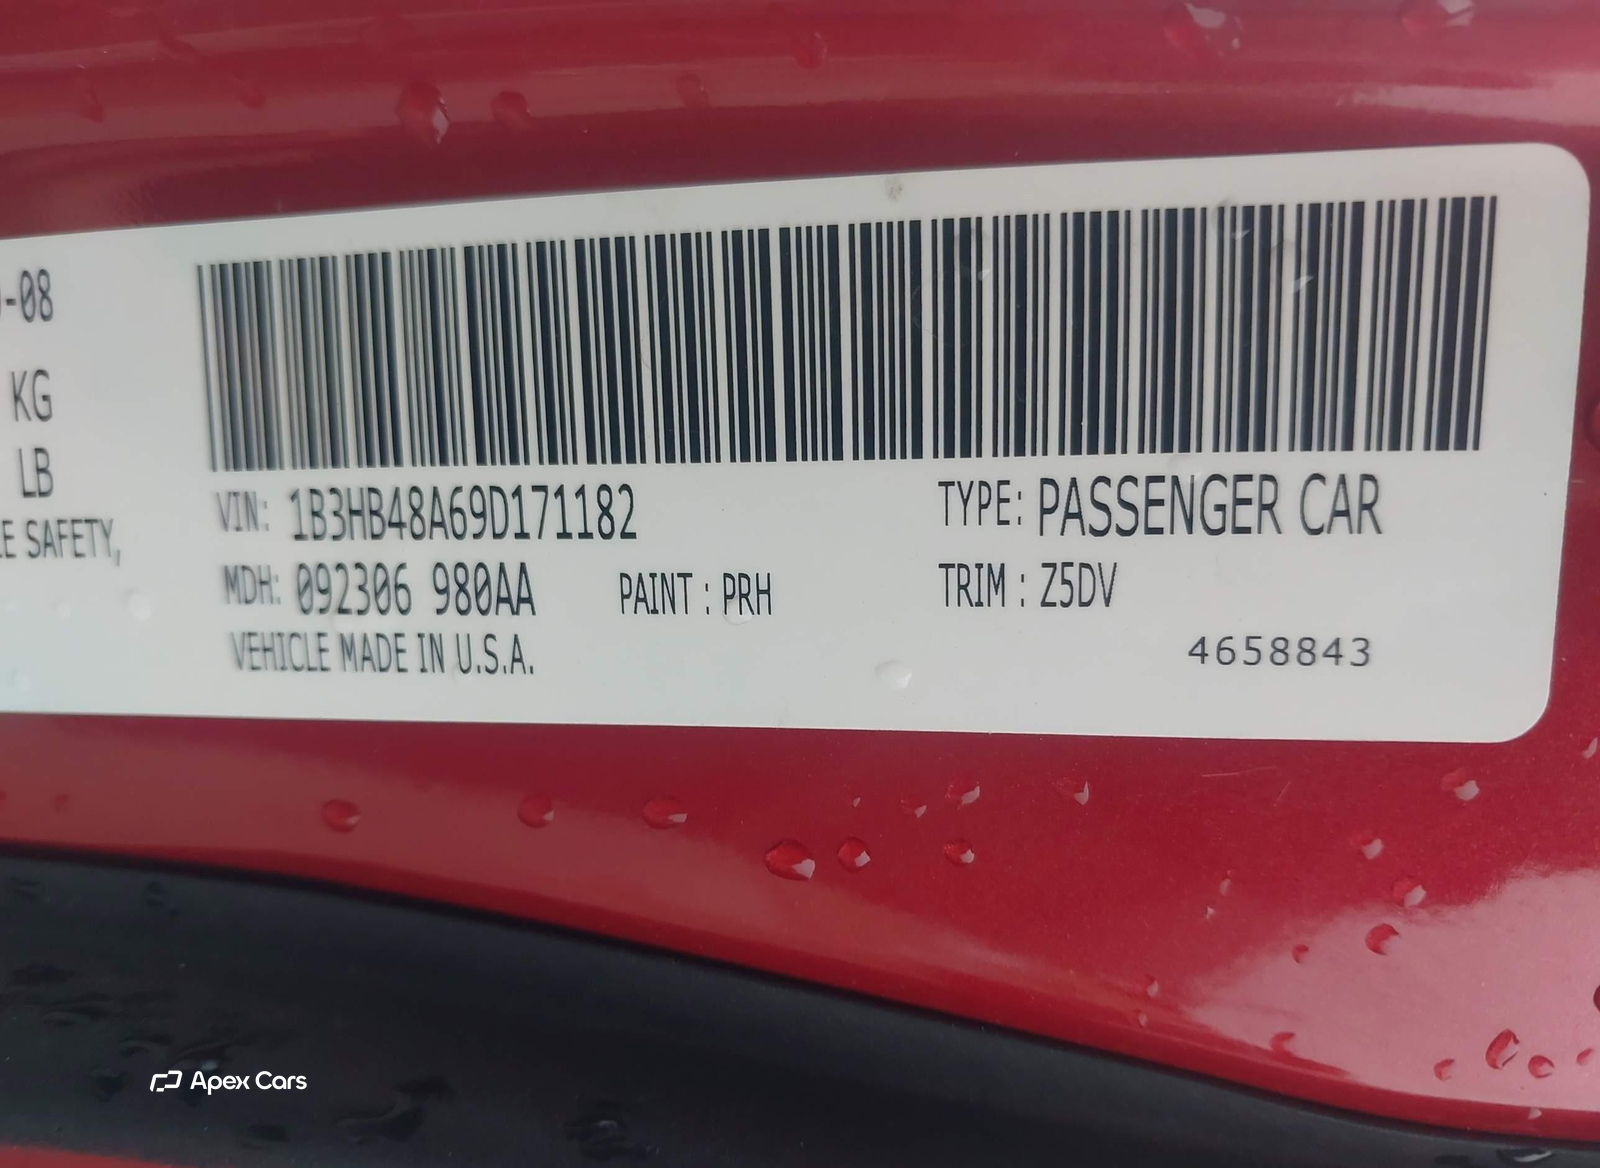 -08
KG
LB
E SAFETY,
VIN: 1B3HB48A69D171182
TYPE: PASSENGER CAR
MDH: 092306 980AA PAINT: PRH
TRIM: Z5DV
VEHICLE MADE IN U.S.A.
4658843
Apex Cars